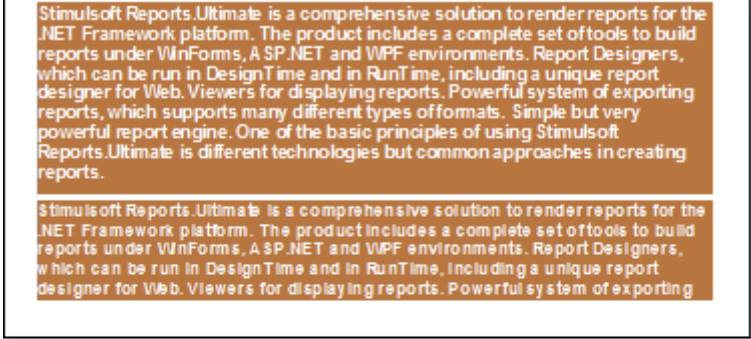 Stimulsoft Reports.Ultimate is a comprehensive solution to render reports for the
.NET Framework platform. The product includes a complete set of tools to build
reports under WinForms, ASP.NET and WPF environments. Report Designers,
which can be run in DesignTime and in RunTime, including a unique report
designer for Web. Viewers for displaying reports. Powerful system of exporting
reports, which supports many different types of formats. Simple but very
powerful report engine. One of the basic principles of using Stimulsoft
Reports.Ultimate is different technologies but common approaches in creating
reports.
Stimulsoft Reports.Ultimate is a comprehensive solution to render reports for the
.NET Framework platform. The product includes a complete set of tools to build
reports under WinForms, ASP.NET and WPF environments. Report Designers,
which can be run in DesignTime and in RunTime, including a unique report
designer for Web. Viewers for displaying reports. Powerful system of exporting